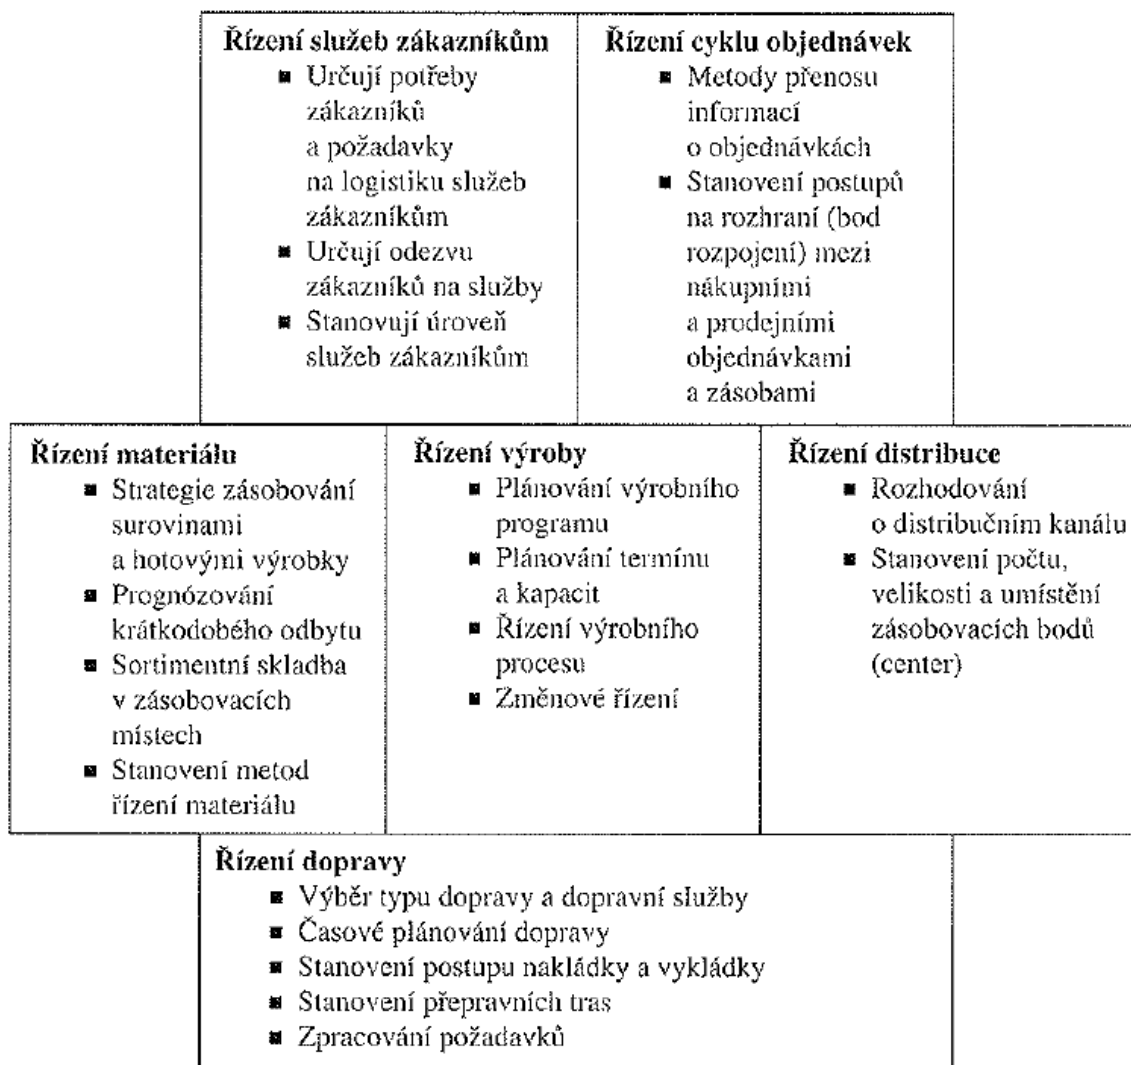 Řízení služeb zákazníkům
■ Určují potřeby
zákazníků
a požadavky
na logistiku služeb
zákazníkům
■ Určují odezvu
zákazníků na služby
■ Stanovují úroveň
služeb zákazníkům
Řízení cyklu objednávek
■ Metody přenosu
informací
o objednávkách
■ Stanovení postupů
na rozhraní (bod
rozpojení) mezi
nákupními
a prodejními
objednávkami
a zásobami
Řízení materiálu
■ Strategie zásobování
surovinami
a hotovými výrobky
■ Prognózování
krátkodobého odbytu
■ Sortimentní skladba
v zásobovacích
místech
■ Stanovení metod
řízení materiálu
Řízení výroby
■ Plánování výrobního
programu
■ Plánování termínu
a kapacit
■ Řízení výrobního
procesu
■ Změnové řízení
Řízení distribuce
■ Rozhodování
o distribučním kanálu
■ Stanovení počtu,
velikosti a umístění
zásobovacích bodů
(center)
Řízení dopravy
■ Výběr typu dopravy a dopravní služby
■ Časové plánování dopravy
■ Stanovení postupu nakládky a vykládky
■ Stanovení přepravních tras
■ Zpracování požadavků